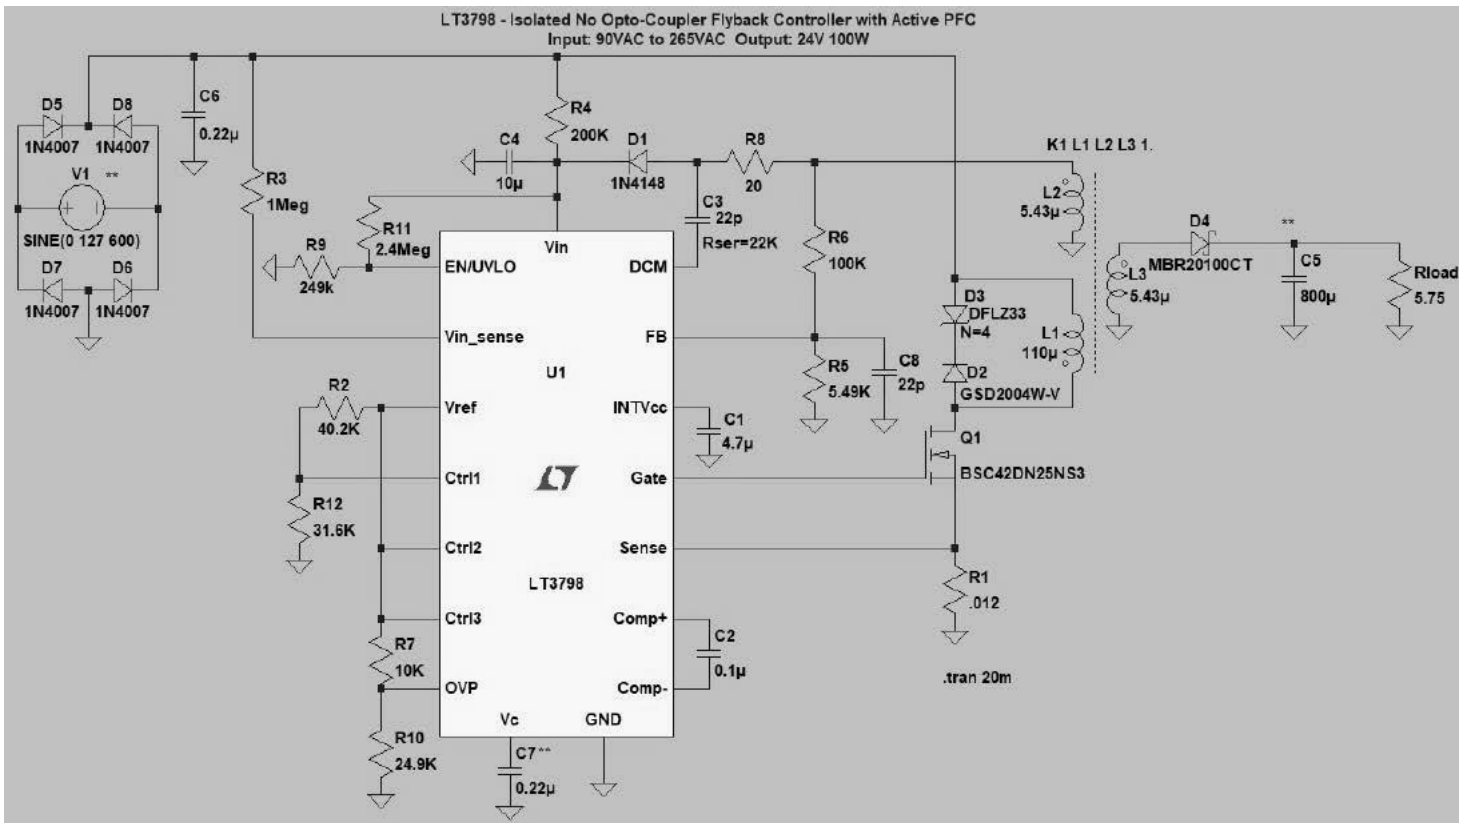 LT3798 - Isolated No Opto-Coupler Flyback Controller with Active PFC
Input: 90VAC to 265VAC Output: 24V 100W
D5
D8
1N4007
1N4007
V1
**
SINE(0 127 600)
D7
D6
1N4007
1N4007
C6
0.22µ
R3
1Meg
R4
200K
C4
10µ
D1
1N4148
R8
20
R11
2.4Meg
R9
249k
C3
22p
Rser=22K
R6
100K
K1 L1 L2 L3 1.
L2
5.43µ
L3
5.43µ
D4
MBR20100CT
**
C5
800µ
Rload
5.75
D3
DFLZ33
N=4
L1
110µ
D2
GSD2004W-V
Q1
BSC42DN25NS3
R5
5.49K
C8
22p
C1
4.7µ
R2
40.2K
R12
31.6K
R7
10K
R10
24.9K
Vin
EN/UVLO
DCM
Vin_sense
FB
U1
Vref
INTVcc
Ctrl1
Gate
Ctrl2
Sense
LT3798
Ctrl3
Comp+
OVP
Comp-
Vc
GND
R1
.012
C2
0.1µ
.tran 20m
C7**
0.22µ